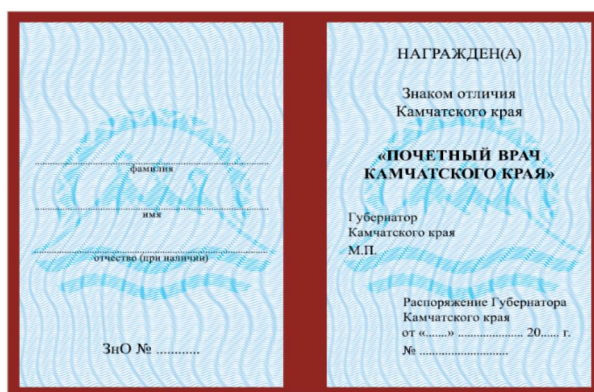 фамилия
имя
отчество (при наличии)
ЗнО № ............
НАГРАЖДЕН(А)
Знаком отличия
Камчатского края
«ПОЧЕТНЫЙ ВРАЧ
КАМЧАТСКОГО КРАЯ»
Губернатор
Камчатского края
М.П.
Распоряжение Губернатора
Камчатского края
от «.......» ...................... 20...... г.
№ ..............................